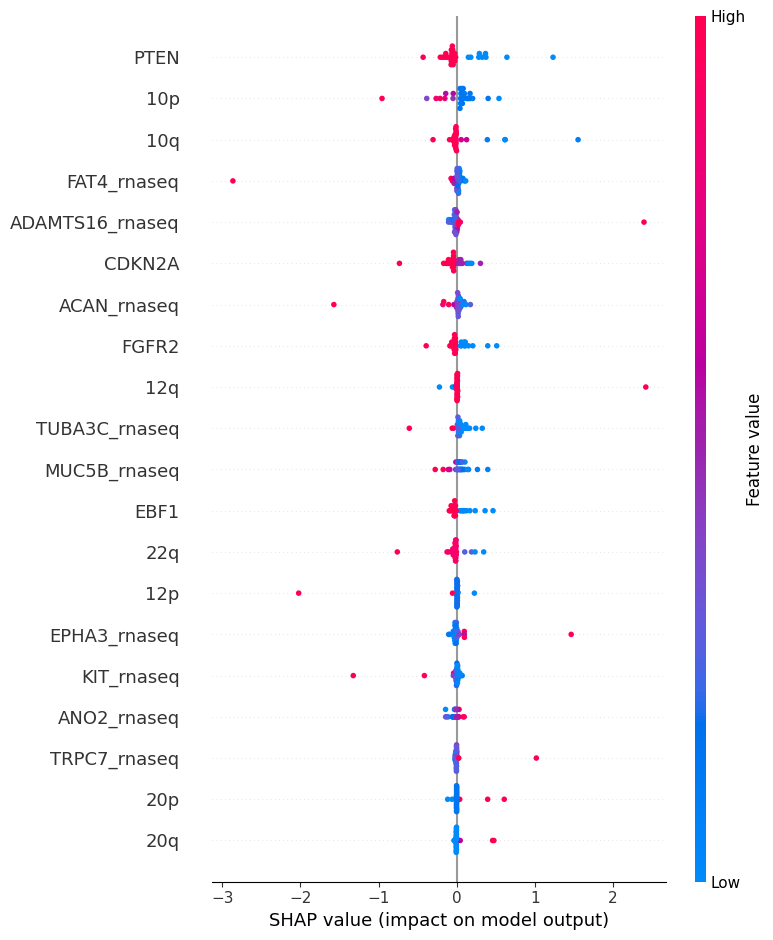 High
PTEN
10p
10q
FAT4_rnaseq
ADAMTS16_rnaseq
CDKN2A
ACAN_rnaseq
FGFR2
12q
TUBA3C_rnaseq
MUC5B_rnaseq
EBF1
22q
12p
EPHA3_rnaseq
KIT_rnaseq
ANO2_rnaseq
TRPC7_rnaseq
20p
20q
Feature value
Low
−3 −2 −1 0 1 2
SHAP value (impact on model output)